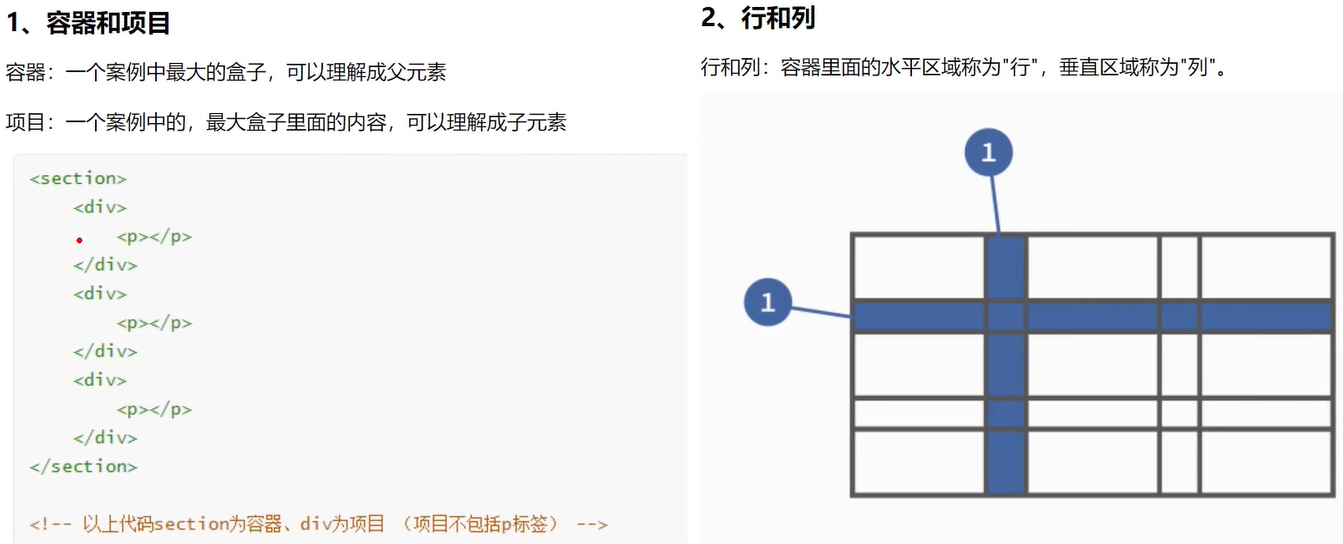 1、容器和项目
容器：一个案例中最大的盒子，可以理解成父元素
项目：一个案例中的，最大盒子里面的内容，可以理解成子元素
<section>
    <div>
        <p></p>
    </div>
    <div>
        <p></p>
    </div>
    <div>
        <p></p>
    </div>
</section>
<!-- 以上代码section为容器、div为项目 （项目不包括p标签） -->
2、行和列
行和列：容器里面的水平区域称为"行"，垂直区域称为"列"。
1
1